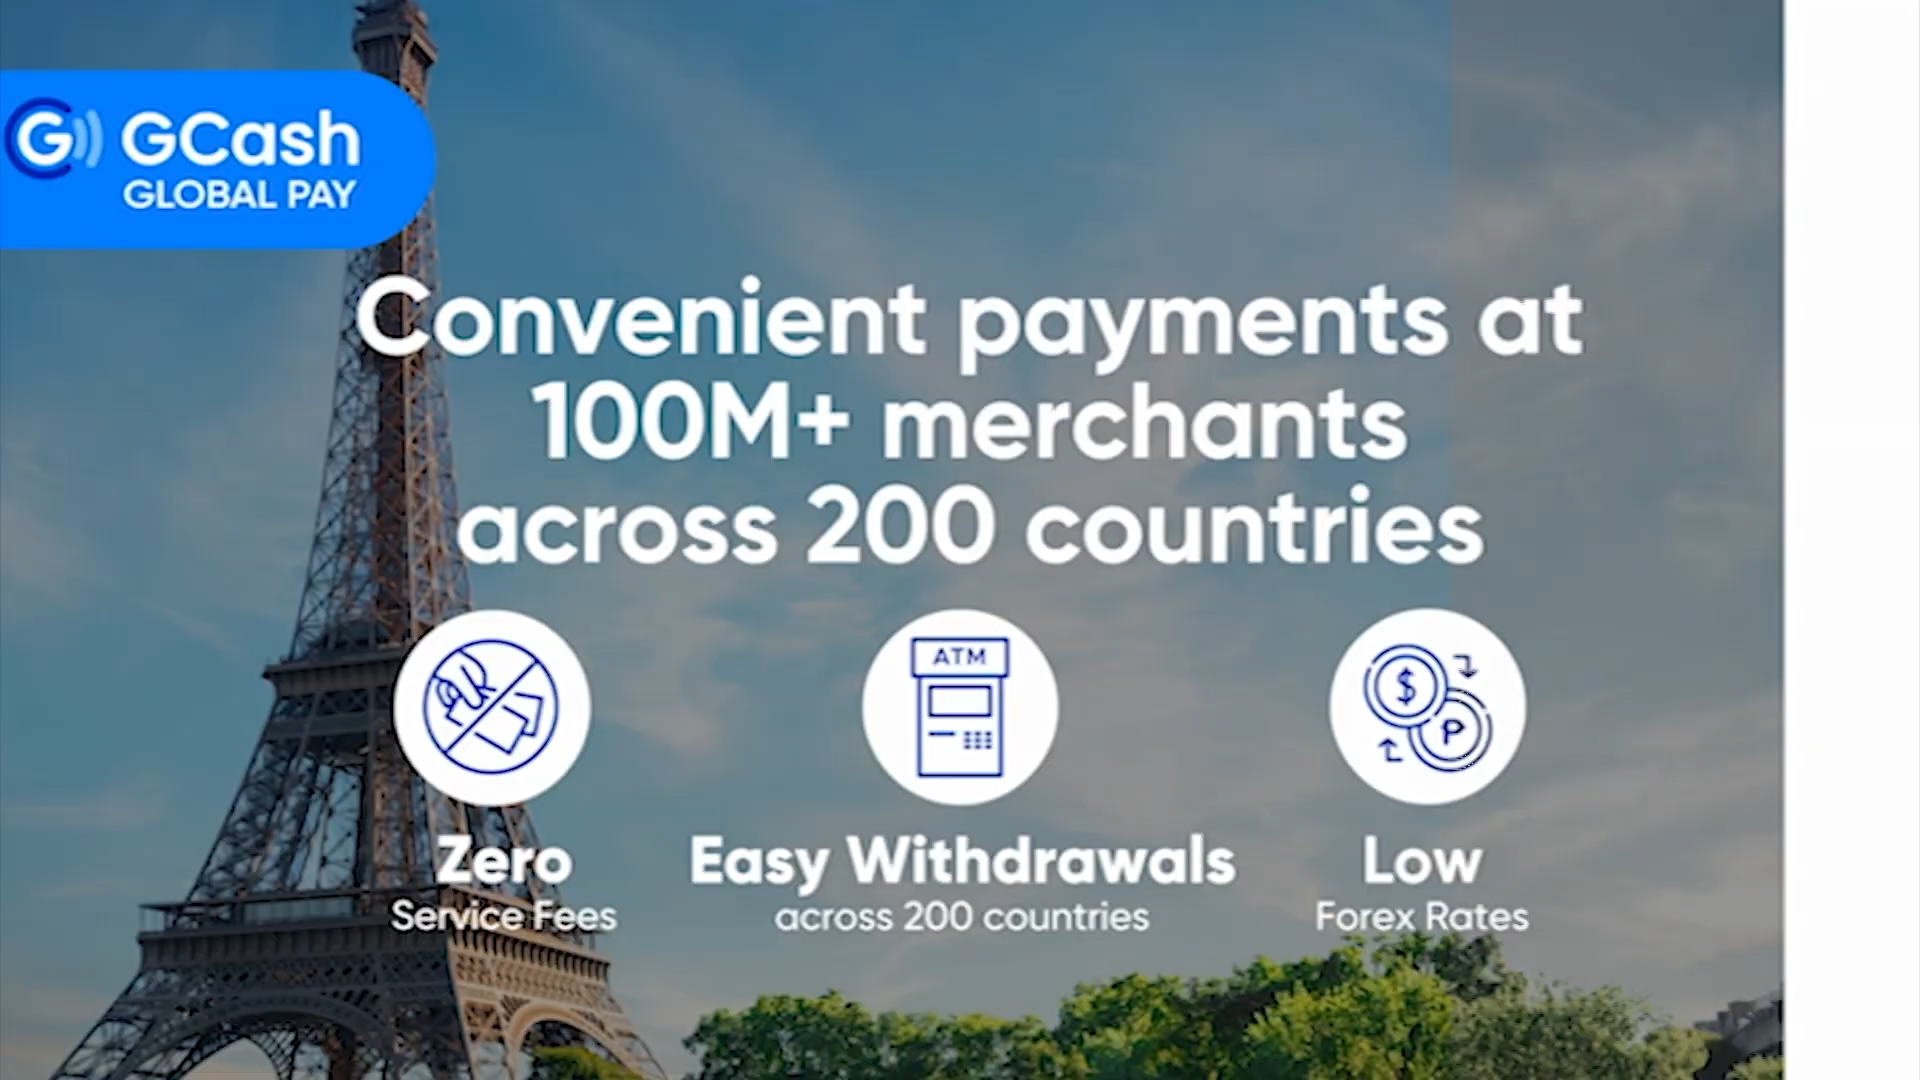 GCash
GLOBAL PAY
Convenient payments at
100M+ merchants
across 200 countries
ATM
$
P
Zero
Service Fees
Easy Withdrawals
across 200 countries
Low
Forex Rates